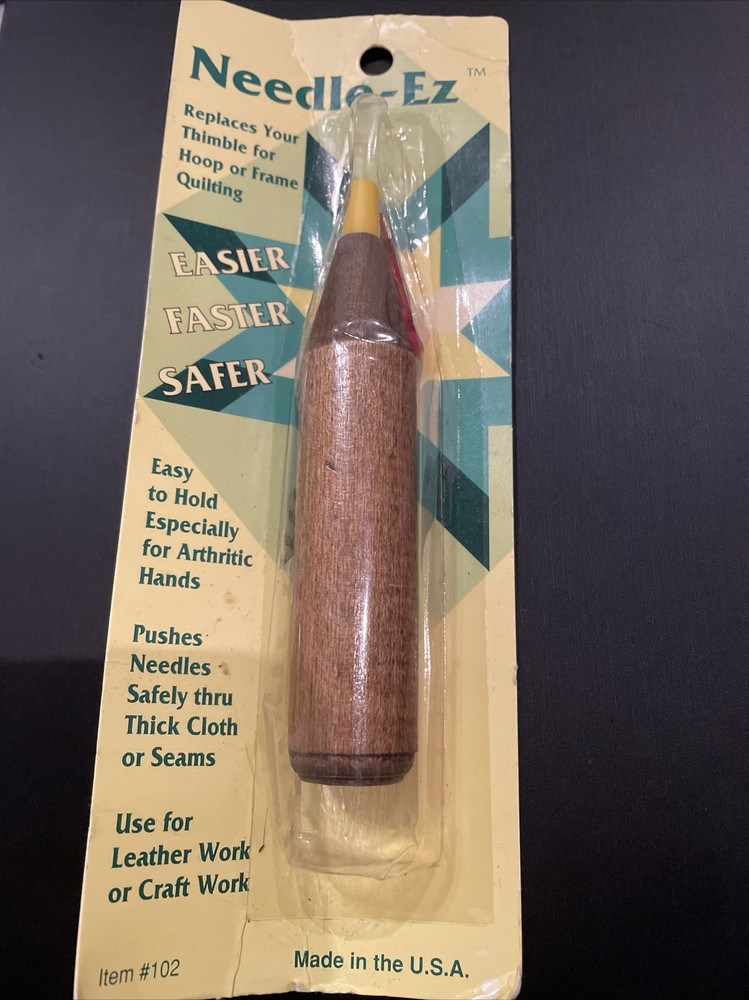 Needle-Ez™
Replaces Your
Thimble for
Hoop or Frame
Quilting
EASIER
FASTER
SAFER
Easy
to Hold
Especially
for Arthritic
Hands
Pushes
Needles
Safely thru
Thick Cloth
or Seams
Use for
Leather Work
or Craft Work
Item #102
Made in the U.S.A.